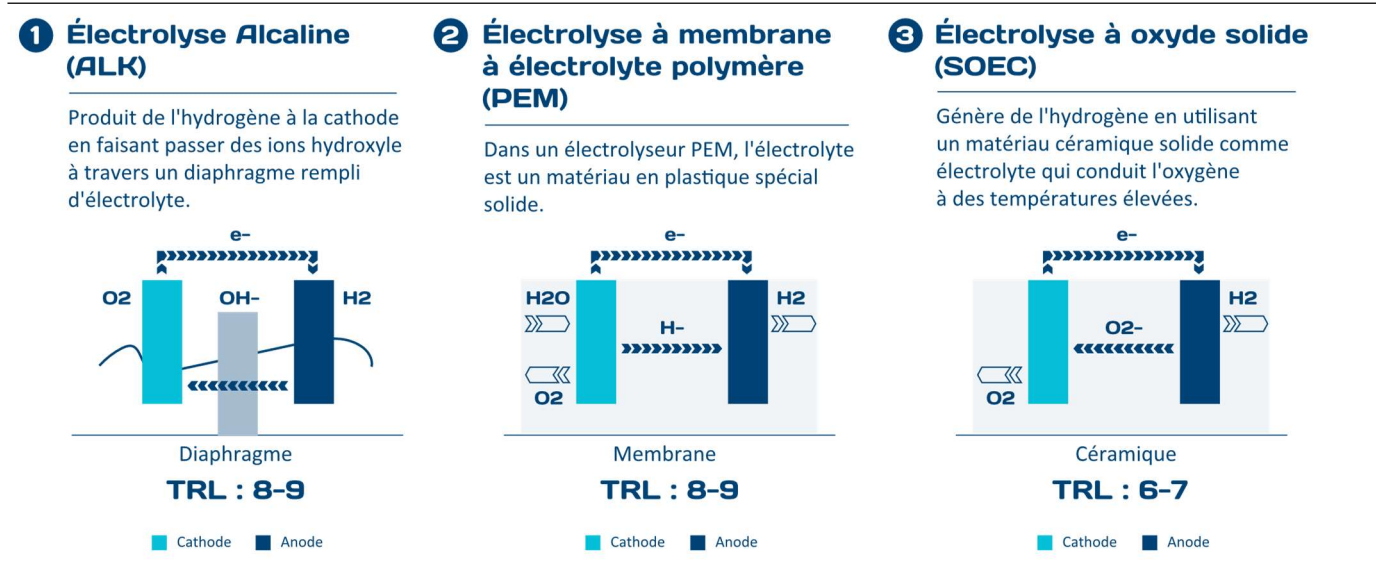 1 Électrolyse Alcaline
(ALK)
Produit de l'hydrogène à la cathode
en faisant passer des ions hydroxyle
à travers un diaphragme rempli
d'électrolyte.
e-
O2
OH-
H2
Diaphragme
TRL : 8-9
Cathode
Anode
2 Électrolyse à membrane
à électrolyte polymère
(PEM)
Dans un électrolyseur PEM, l'électrolyte
est un matériau en plastique spécial
solide.
e-
H2O
H2
H-
O2
Membrane
TRL : 8-9
Cathode
Anode
3 Électrolyse à oxyde solide
(SOEC)
Génère de l'hydrogène en utilisant
un matériau céramique solide comme
électrolyte qui conduit l'oxygène
à des températures élevées.
e-
H2
O2-
O2
Céramique
TRL : 6-7
Cathode
Anode